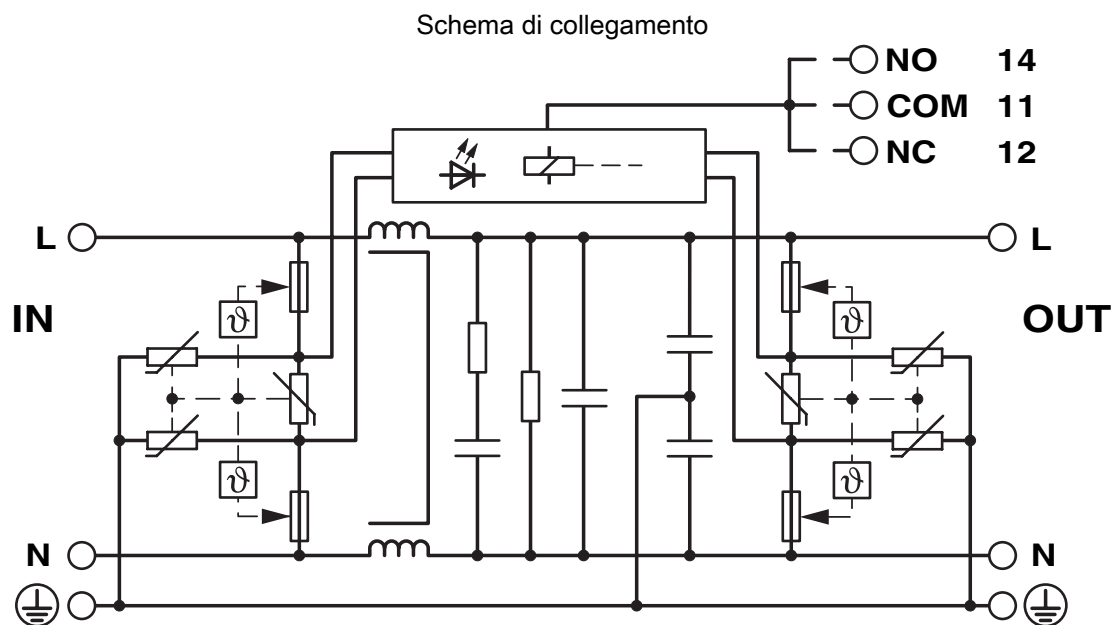 Schema di collegamento
NO 14
COM 11
NC 12
L L
IN OUT
ϑ ϑ
ϑ ϑ
N N